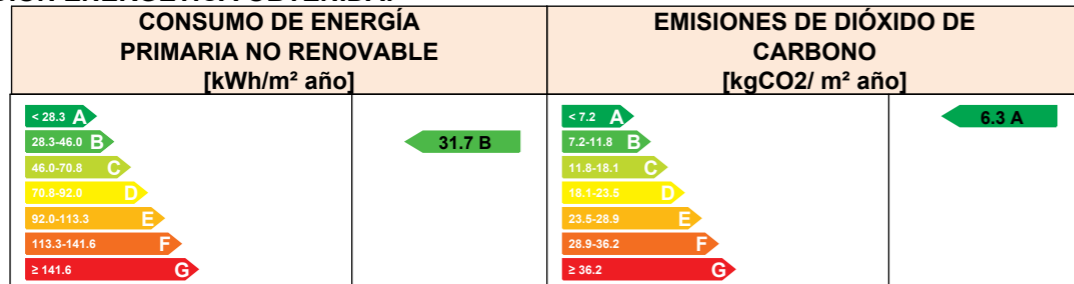 CONSUMO DE ENERGÍA
PRIMARIA NO RENOVABLE
[kWh/m² año]
EMISIONES DE DIÓXIDO DE
CARBONO
[kgCO2/ m² año]
< 28.3 A
28.3-46.0 B
46.0-70.8 C
70.8-92.0 D
92.0-113.3 E
113.3-141.6 F
≥ 141.6 G
31.7 B
< 7.2 A
7.2-11.8 B
11.8-18.1 C
18.1-23.5 D
23.5-28.9 E
28.9-36.2 F
≥ 36.2 G
6.3 A